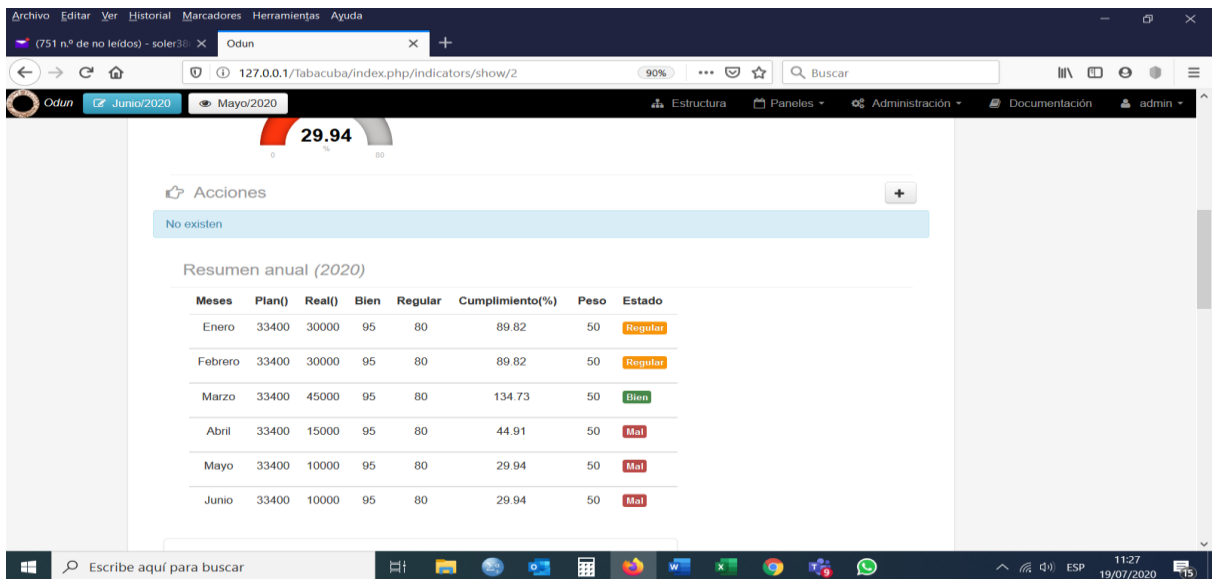 Archivo Editar Ver Historial Marcadores Herramientas Ayuda
(751 n.º de no leídos) - soler38 Odun
127.0.0.1/Tabacuba/index.php/indicators/show/2 90% Buscar
Odun Junio/2020 Mayo/2020 Estructura Paneles Administración Documentación admin
29.94
%
0 80
Acciones
No existen
Resumen anual (2020)
Meses Plan() Real() Bien Regular Cumplimiento(%) Peso Estado
Enero 33400 30000 95 80 89.82 50 Regular
Febrero 33400 30000 95 80 89.82 50 Regular
Marzo 33400 45000 95 80 134.73 50 Bien
Abril 33400 15000 95 80 44.91 50 Mal
Mayo 33400 10000 95 80 29.94 50 Mal
Junio 33400 10000 95 80 29.94 50 Mal
Escribe aquí para buscar ESP 11:27
19/07/2020 15